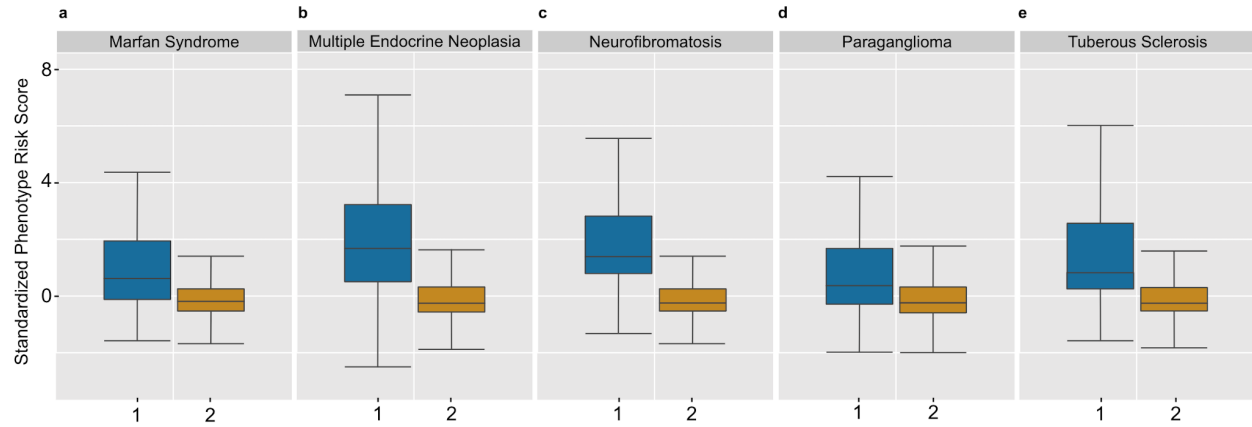 a b c d e
Marfan Syndrome Multiple Endocrine Neoplasia Neurofibromatosis Paraganglioma Tuberous Sclerosis
Standardized Phenotype Risk Score
8
4
0
1 2 1 2 1 2 1 2 1 2